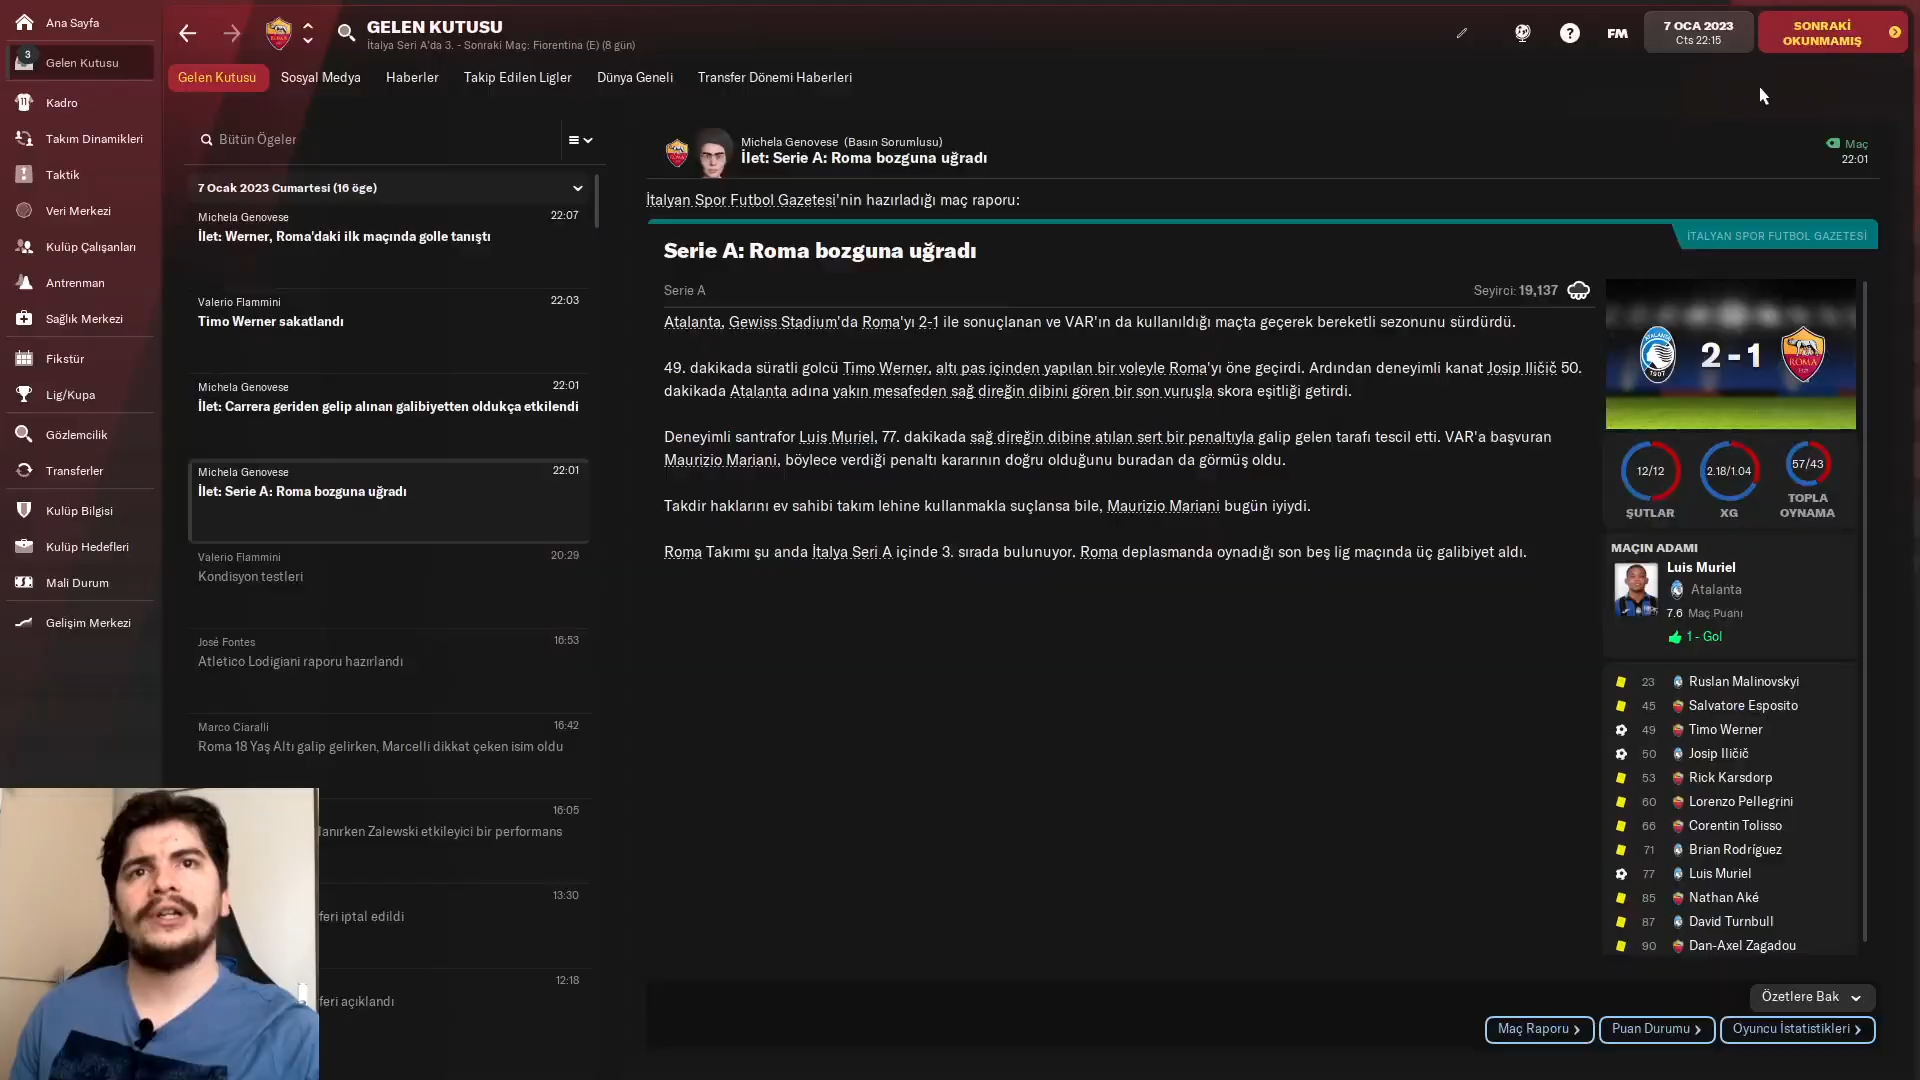 Ana Sayfa
3
Gelen Kutusu
Kadro
Takım Dinamikleri
Taktik
Veri Merkezi
Kulüp Çalışanları
Antrenman
Sağlık Merkezi
Fikstür
Lig/Kupa
Gözlemcilik
Transferler
Kulüp Bilgisi
Kulüp Hedefleri
Mali Durum
Gelişim Merkezi
GELEN KUTUSU
İtalya Seri A'da 3. - Sonraki Maç: Fiorentina (E) (8 gün)
FM
7 OCA 2023
Cts 22:15
SONRAKİ
OKUNMAMIŞ
Gelen Kutusu Sosyal Medya Haberler Takip Edilen Ligler Dünya Geneli Transfer Dönemi Haberleri
Bütün Ögeler
7 Ocak 2023 Cumartesi (16 öge)
Michela Genovese 22:07
İlet: Werner, Roma'daki ilk maçında golle tanıştı
Valerio Flammini 22:03
Timo Werner sakatlandı
Michela Genovese 22:01
İlet: Carrera geriden gelip alınan galibiyetten oldukça etkilendi
Michela Genovese 22:01
İlet: Serie A: Roma bozguna uğradı
Valerio Flammini 20:29
Kondisyon testleri
José Fontes 16:53
Atletico Lodigiani raporu hazırlandı
Marco Ciaralli 16:42
Roma 18 Yaş Altı galip gelirken, Marcelli dikkat çeken isim oldu
16:05
lanırken Zalewski etkileyici bir performans
13:30
feri iptal edildi
12:18
feri açıklandı
Michela Genovese (Basın Sorumlusu)
İlet: Serie A: Roma bozguna uğradı
Maç
22:01
İtalyan Spor Futbol Gazetesi'nin hazırladığı maç raporu:
İTALYAN SPOR FUTBOL GAZETESİ
Serie A: Roma bozguna uğradı
Serie A
Seyirci: 19,137
Atalanta, Gewiss Stadium'da Roma'yı 2-1 ile sonuçlanan ve VAR'ın da kullanıldığı maçta geçerek bereketli sezonunu sürdürdü.
49. dakikada süratli golcü Timo Werner, altı pas içinden yapılan bir voleyle Roma'yı öne geçirdi. Ardından deneyimli kanat Josip Iličič 50.
dakikada Atalanta adına yakın mesafeden sağ direğin dibini gören bir son vuruşla skora eşitliği getirdi.
Deneyimli santrafor Luis Muriel, 77. dakikada sağ direğin dibine atılan sert bir penaltıyla galip gelen tarafı tescil etti. VAR'a başvuran
Maurizio Mariani, böylece verdiği penaltı kararının doğru olduğunu buradan da görmüş oldu.
Takdir haklarını ev sahibi takım lehine kullanmakla suçlansa bile, Maurizio Mariani bugün iyiydi.
Roma Takımı şu anda İtalya Seri A içinde 3. sırada bulunuyor. Roma deplasmanda oynadığı son beş lig maçında üç galibiyet aldı.
ATALANTA
1907
2 - 1
ROMA
12/12
2.18/1.04
57/43
ŞUTLAR
XG
TOPLA
OYNAMA
MAÇIN ADAMI
Luis Muriel
Atalanta
7.6 Maç Puanı
1 - Gol
23 Ruslan Malinovskyi
45 Salvatore Esposito
49 Timo Werner
50 Josip Iličič
53 Rick Karsdorp
60 Lorenzo Pellegrini
66 Corentin Tolisso
71 Brian Rodríguez
77 Luis Muriel
85 Nathan Aké
87 David Turnbull
90 Dan-Axel Zagadou
Özetlere Bak
Maç Raporu
Puan Durumu
Oyuncu İstatistikleri